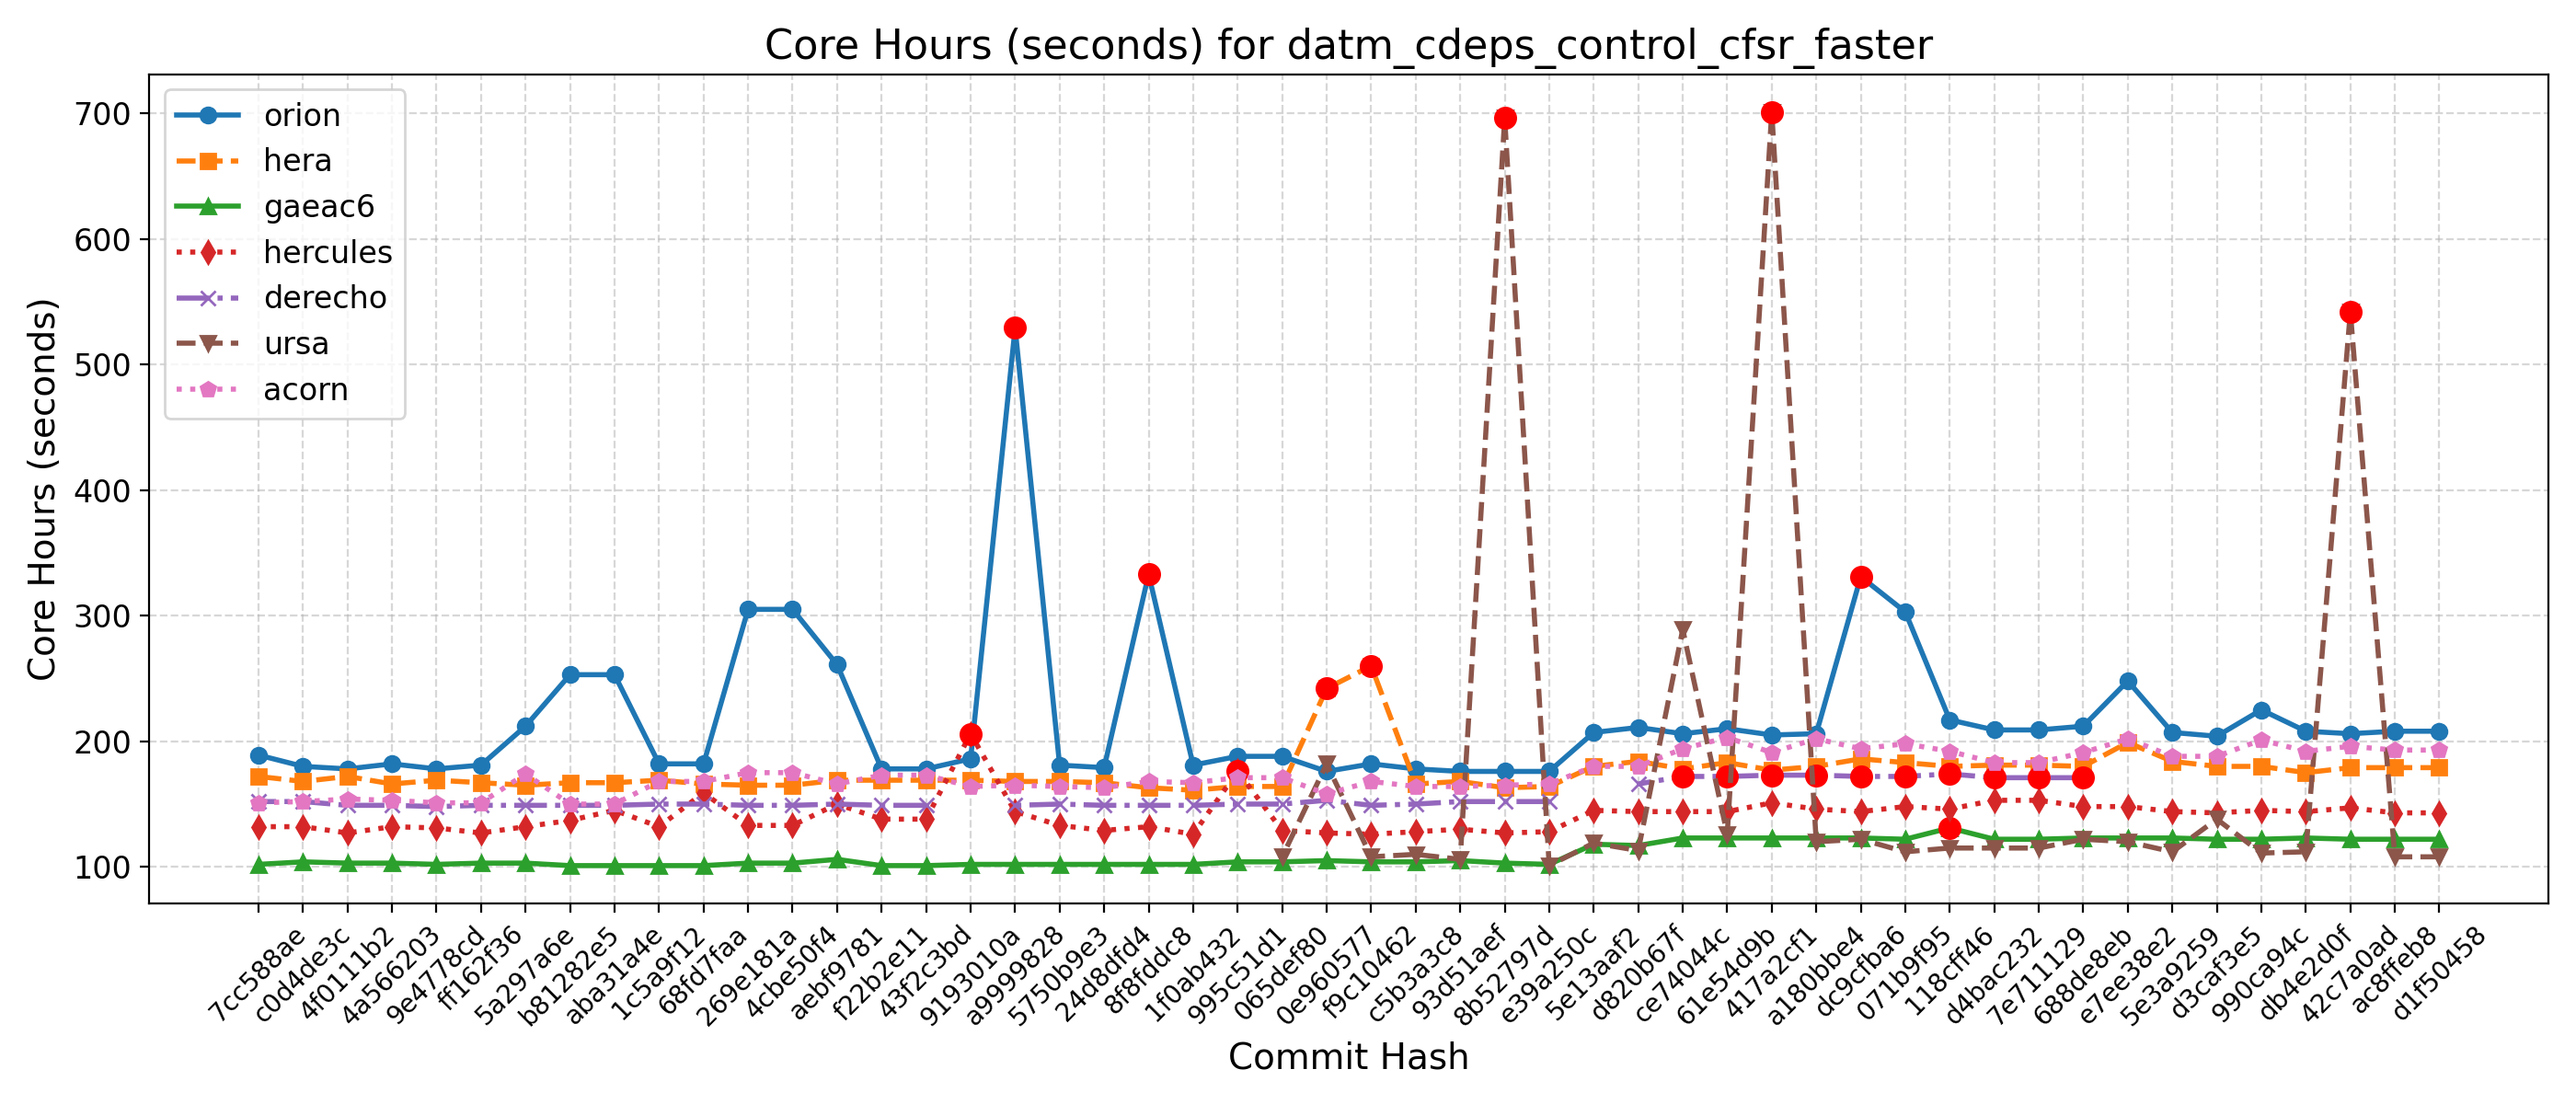 Core Hours (seconds) for datm_cdeps_control_cfsr_faster
Core Hours (seconds)
700
600
500
400
300
200
100
orion
hera
gaeac6
hercules
derecho
ursa
acorn
7cc588ae
c0d4de3c
4f0111b2
4a566203
9e4778cd
ff162f36
5a297a6e
b81282e5
aba31a4e
1c5a9f12
68fd7faa
269e181a
4cbe50f4
aebf9781
f22b2e11
43f2c3bd
9193010a
a9999828
5750b9e3
24d8dfd4
8f8fddc8
1f0ab432
995c51d1
065def80
0e960577
f9c10462
c5b3a3c8
93d51aef
8b52797d
e39a250c
5e13aaf2
d820b67f
ce74044c
61e54d9b
417a2cf1
a180bbe4
dc9cfba6
071b9f95
118cff46
d4bac232
7e711129
688de8eb
e7ee38e2
5e3a9259
d3caf3e5
990ca94c
db4e2d0f
42c7a0ad
ac8ffeb8
d1f50458
Commit Hash